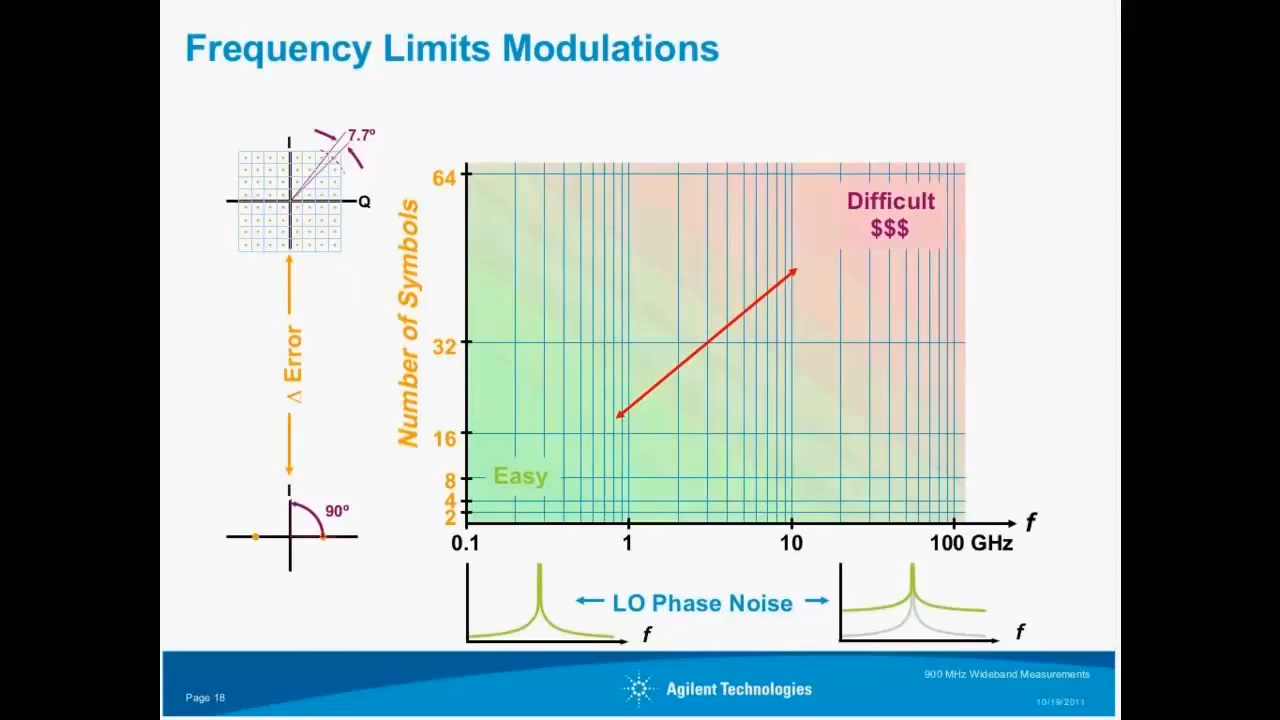 Frequency Limits Modulations
I
7.7º
Q
Δ Error
I
90º
Number of Symbols
64
32
16
8
4
2
Difficult
$$$
Easy
f
0.1
1
10
100 GHz
LO Phase Noise
f
f
Page 18
Agilent Technologies
900 MHz Wideband Measurements
10/19/2011